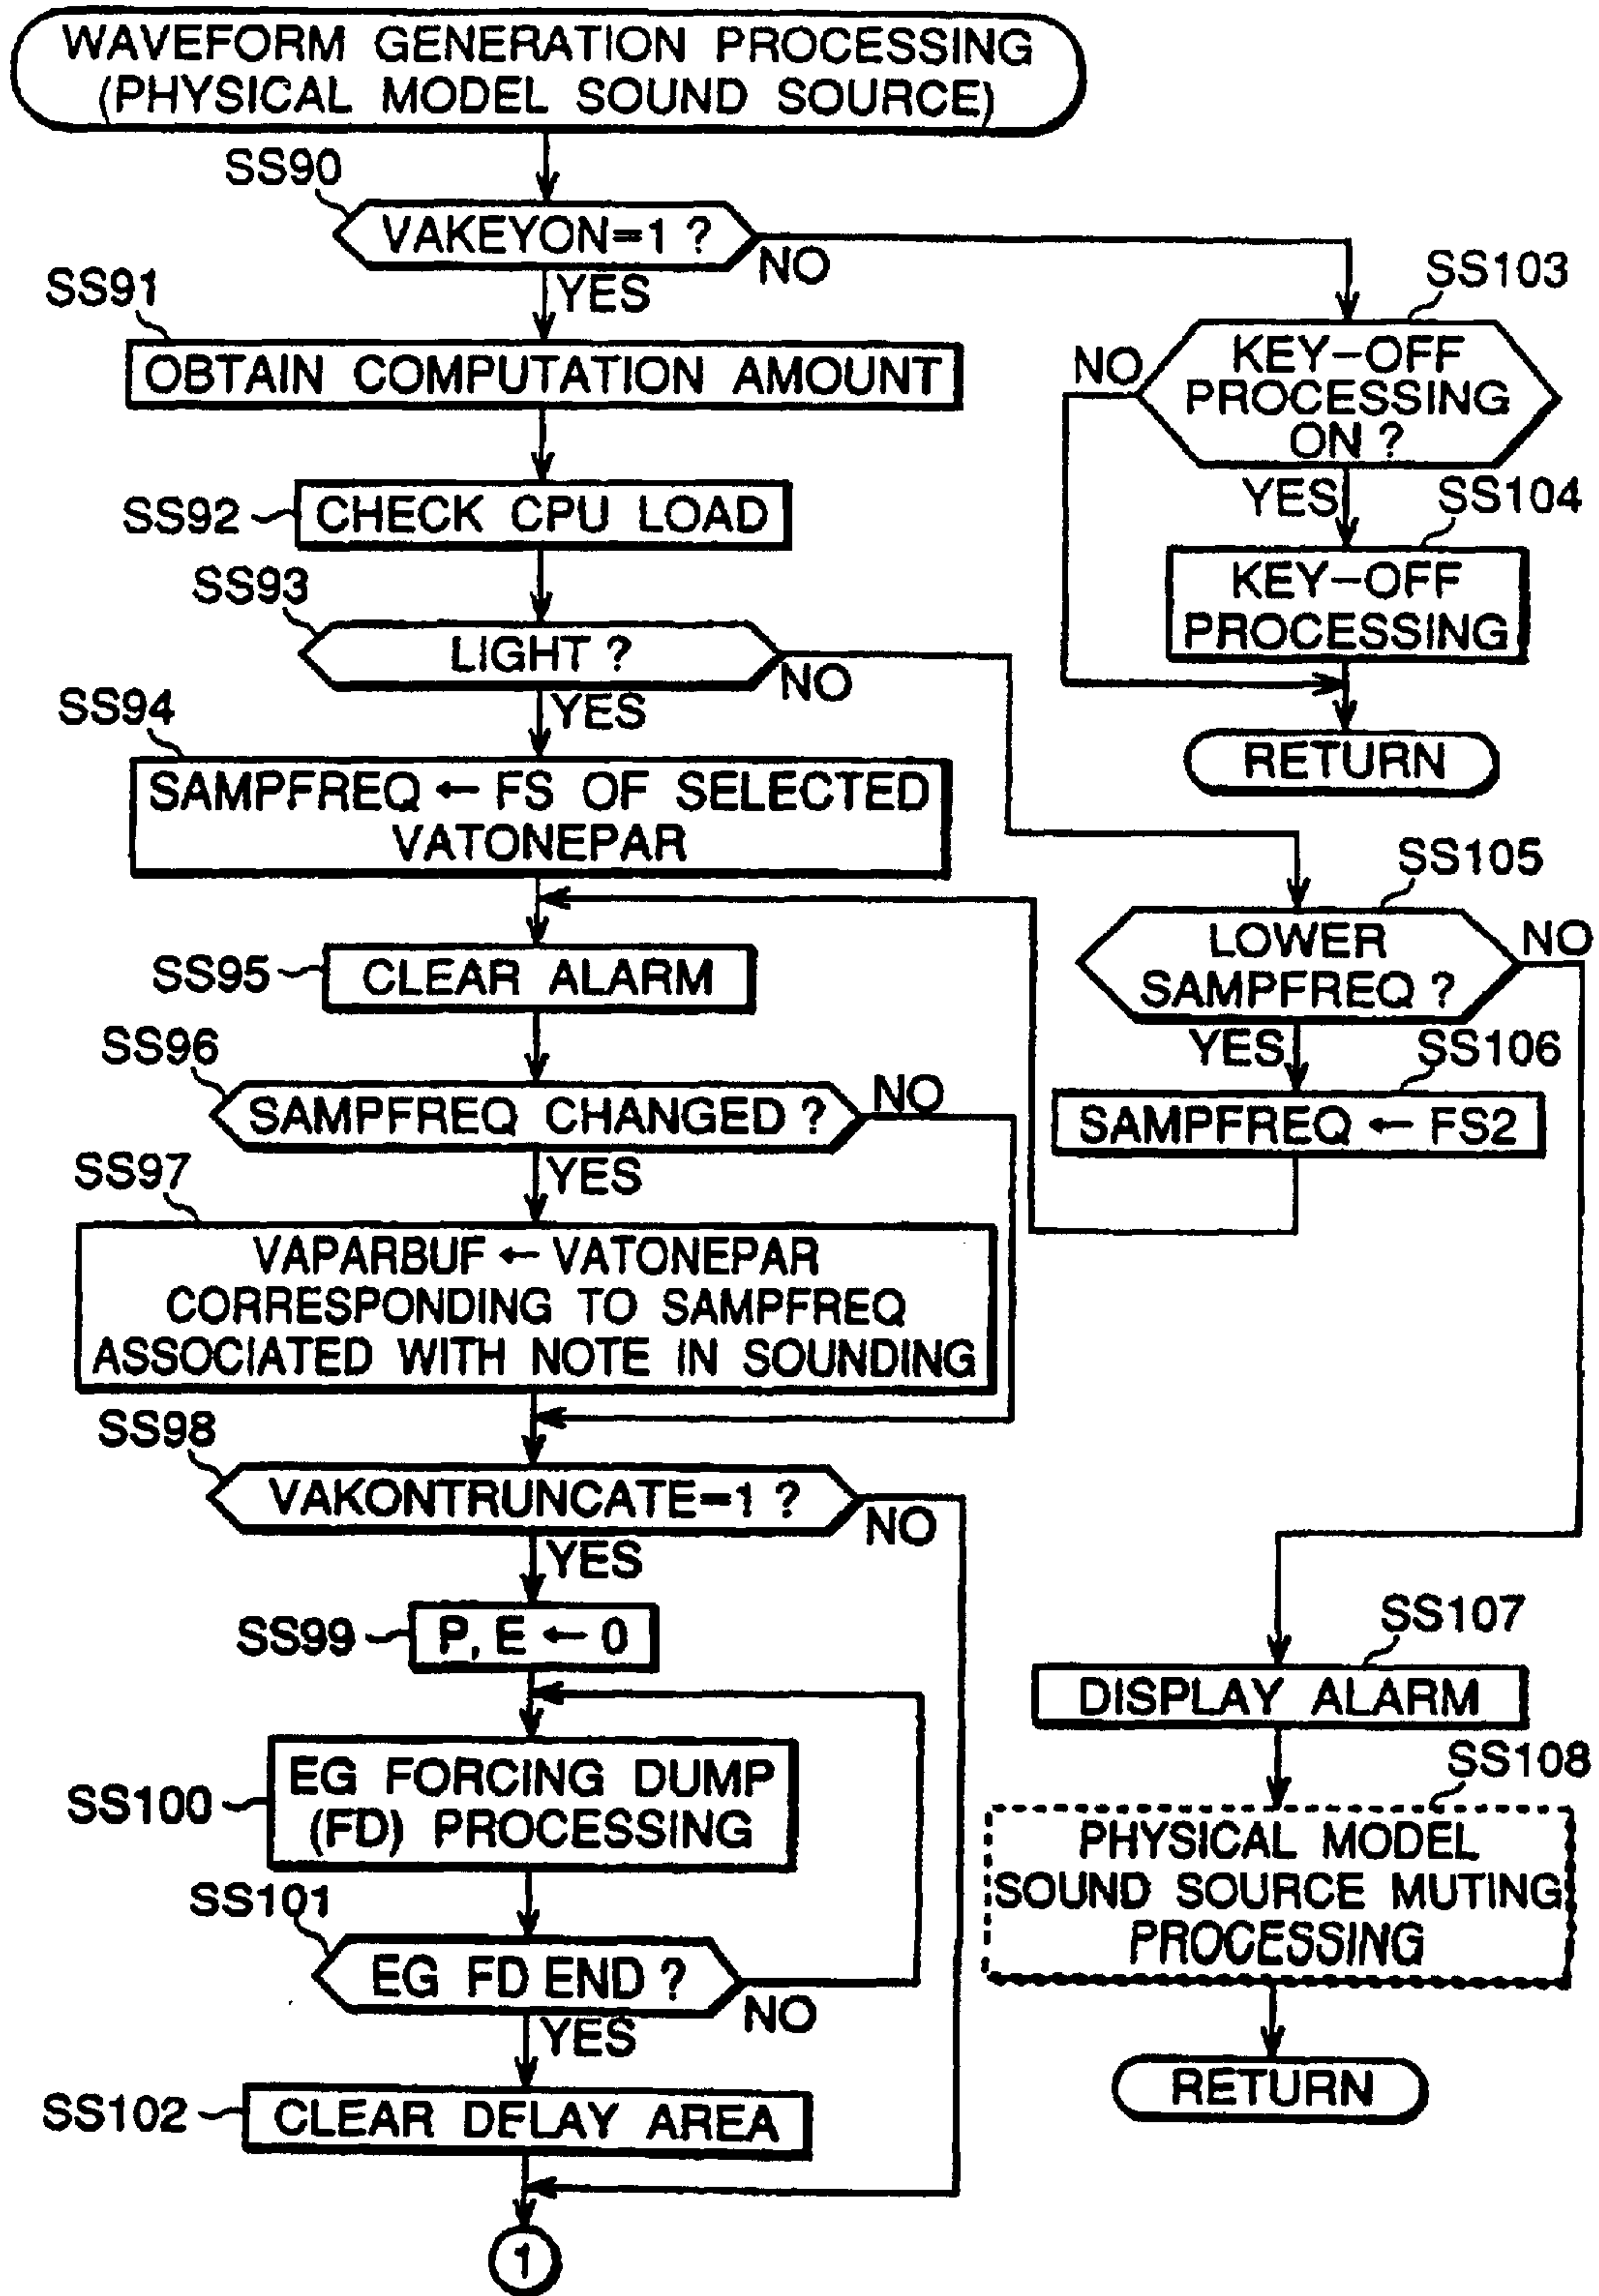 WAVEFORM GENERATION PROCESSING
(PHYSICAL MODEL SOUND SOURCE)
SS90
VAKEYON=1 ?
NO
YES
SS91
OBTAIN COMPUTATION AMOUNT
SS92
CHECK CPU LOAD
SS93
LIGHT ?
NO
YES
SS94
SAMPFREQ ← FS OF SELECTED
VATONEPAR
SS95
CLEAR ALARM
SS96
SAMPFREQ CHANGED ?
NO
YES
SS97
VAPARBUF ← VATONEPAR
CORRESPONDING TO SAMPFREQ
ASSOCIATED WITH NOTE IN SOUNDING
SS98
VAKONTRUNCATE=1 ?
NO
YES
SS99
P, E ← 0
SS100
EG FORCING DUMP
(FD) PROCESSING
SS101
EG FD END ?
NO
YES
SS102
CLEAR DELAY AREA
1
SS103
KEY-OFF
PROCESSING
ON ?
NO
YES
SS104
KEY-OFF
PROCESSING
RETURN
SS105
LOWER
SAMPFREQ ?
NO
YES
SS106
SAMPFREQ ← FS2
SS107
DISPLAY ALARM
SS108
PHYSICAL MODEL
SOUND SOURCE MUTING
PROCESSING
RETURN